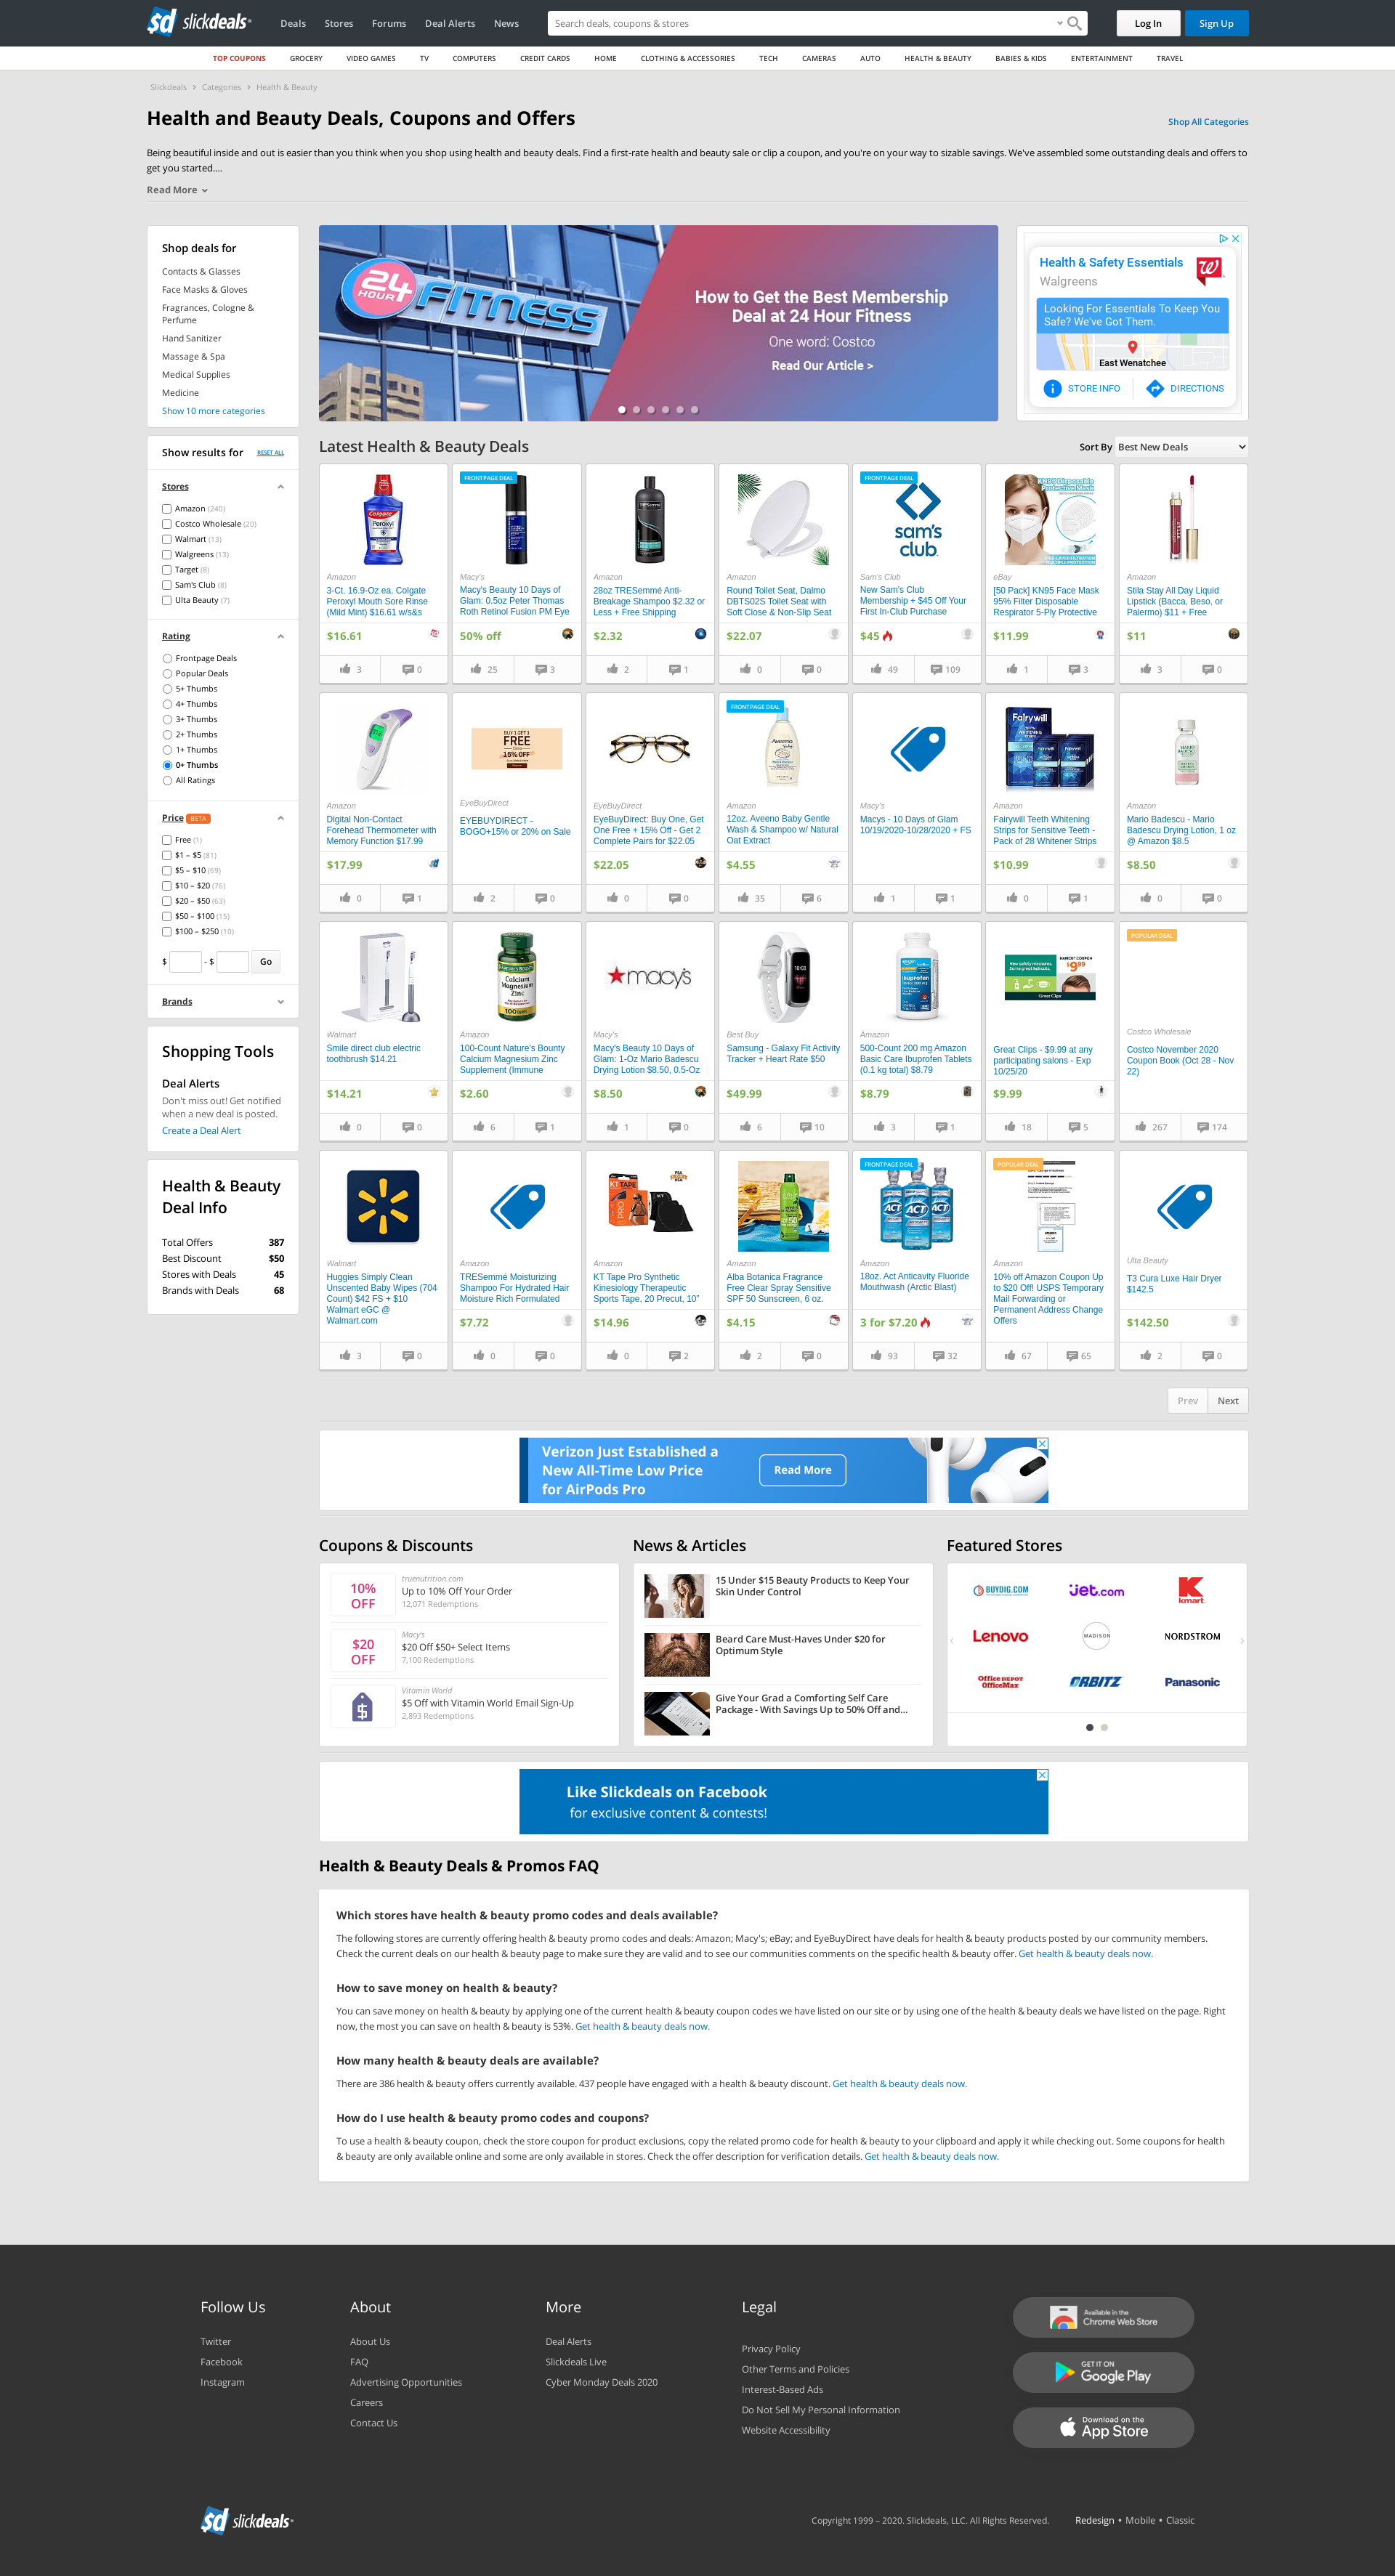 slickdeals
Deals
Stores
Forums
Deal Alerts
News
Search deals, coupons & stores
Log In
Sign Up
TOP COUPONS
GROCERY
VIDEO GAMES
TV
COMPUTERS
CREDIT CARDS
HOME
CLOTHING & ACCESSORIES
TECH
CAMERAS
AUTO
HEALTH & BEAUTY
BABIES & KIDS
ENTERTAINMENT
TRAVEL
Slickdeals › Categories › Health & Beauty
Health and Beauty Deals, Coupons and Offers
Shop All Categories
Being beautiful inside and out is easier than you think when you shop using health and beauty deals. Find a first-rate health and beauty sale or clip a coupon, and you're on your way to sizable savings. We've assembled some outstanding deals and offers to
get you started....
Read More
Shop deals for
Contacts & Glasses
Face Masks & Gloves
Fragrances, Cologne &
Perfume
Hand Sanitizer
Massage & Spa
Medical Supplies
Medicine
Show 10 more categories
24
HOUR
FITNESS
How to Get the Best Membership
Deal at 24 Hour Fitness
One word: Costco
Read Our Article >
Health & Safety Essentials
Walgreens
Looking For Essentials To Keep You
Safe? We've Got Them.
East Wenatchee
STORE INFO
DIRECTIONS
Show results for
RESET ALL
Stores
Amazon (240)
Costco Wholesale (20)
Walmart (13)
Walgreens (13)
Target (8)
Sam's Club (8)
Ulta Beauty (7)
Rating
Frontpage Deals
Popular Deals
5+ Thumbs
4+ Thumbs
3+ Thumbs
2+ Thumbs
1+ Thumbs
0+ Thumbs
All Ratings
Price BETA
Free (1)
$1 – $5 (81)
$5 – $10 (69)
$10 – $20 (76)
$20 – $50 (63)
$50 – $100 (15)
$100 – $250 (10)
$ - $ Go
Brands
Shopping Tools
Deal Alerts
Don't miss out! Get notified
when a new deal is posted.
Create a Deal Alert
Health & Beauty
Deal Info
Total Offers 387
Best Discount $50
Stores with Deals 45
Brands with Deals 68
Latest Health & Beauty Deals
Sort By Best New Deals
Colgate
Peroxyl
Amazon
3-Ct. 16.9-Oz ea. Colgate
Peroxyl Mouth Sore Rinse
(Mild Mint) $16.61 w/s&s
$16.61
3 0
FRONTPAGE DEAL
Macy's
Macy's Beauty 10 Days of
Glam: 0.5oz Peter Thomas
Roth Retinol Fusion PM Eye
50% off
25 3
Amazon
28oz TRESemmé Anti-
Breakage Shampoo $2.32 or
Less + Free Shipping
$2.32
2 1
Amazon
Round Toilet Seat, Dalmo
DBTS02S Toilet Seat with
Soft Close & Non-Slip Seat
$22.07
0 0
FRONTPAGE DEAL
sam's
club
Sam's Club
New Sam's Club
Membership + $45 Off Your
First In-Club Purchase
$45
49 109
KN95 Disposable
Protective Mask
eBay
[50 Pack] KN95 Face Mask
95% Filter Disposable
Respirator 5-Ply Protective
$11.99
1 3
Amazon
Stila Stay All Day Liquid
Lipstick (Bacca, Beso, or
Palermo) $11 + Free
$11
3 0
Amazon
Digital Non-Contact
Forehead Thermometer with
Memory Function $17.99
$17.99
0 1
BUY 1 GET 1
FREE
15% OFF
EyeBuyDirect
EYEBUYDIRECT -
BOGO+15% or 20% on Sale
2 0
EyeBuyDirect
EyeBuyDirect: Buy One, Get
One Free + 15% Off - Get 2
Complete Pairs for $22.05
$22.05
0 0
FRONTPAGE DEAL
Aveeno
Amazon
12oz. Aveeno Baby Gentle
Wash & Shampoo w/ Natural
Oat Extract
$4.55
35 6
Macy's
Macys - 10 Days of Glam
10/19/2020-10/28/2020 + FS
1 1
Fairywill
Amazon
Fairywill Teeth Whitening
Strips for Sensitive Teeth -
Pack of 28 Whitener Strips
$10.99
0 1
MARIO BADESCU
Amazon
Mario Badescu - Mario
Badescu Drying Lotion, 1 oz
@ Amazon $8.5
$8.50
0 0
Walmart
Smile direct club electric
toothbrush $14.21
$14.21
0 0
Calcium
Magnesium
Zinc
100
Amazon
100-Count Nature's Bounty
Calcium Magnesium Zinc
Supplement (Immune
$2.60
6 1
macy's
Macy's
Macy's Beauty 10 Days of
Glam: 1-Oz Mario Badescu
Drying Lotion $8.50, 0.5-Oz
$8.50
1 0
Best Buy
Samsung - Galaxy Fit Activity
Tracker + Heart Rate $50
$49.99
6 10
Ibuprofen
Amazon
500-Count 200 mg Amazon
Basic Care Ibuprofen Tablets
(0.1 kg total) $8.79
$8.79
3 1
New safety measures.
Same great haircuts.
HAIRCUT COUPON
$9.99
Great Clips
Great Clips - $9.99 at any
participating salons - Exp
10/25/20
$9.99
18 5
POPULAR DEAL
Costco Wholesale
Costco November 2020
Coupon Book (Oct 28 - Nov
22)
267 174
Walmart
Huggies Simply Clean
Unscented Baby Wipes (704
Count) $42 FS + $10
Walmart eGC @
Walmart.com
3 0
Amazon
TRESemmé Moisturizing
Shampoo For Hydrated Hair
Moisture Rich Formulated
$7.72
0 0
KT TAPE
PRO
Amazon
KT Tape Pro Synthetic
Kinesiology Therapeutic
Sports Tape, 20 Precut, 10"
$14.96
0 2
Amazon
Alba Botanica Fragrance
Free Clear Spray Sensitive
SPF 50 Sunscreen, 6 oz.
$4.15
2 0
FRONTPAGE DEAL
ACT ACT ACT
Amazon
18oz. Act Anticavity Fluoride
Mouthwash (Arctic Blast)
3 for $7.20
93 32
POPULAR DEAL
Amazon
10% off Amazon Coupon Up
to $20 Off! USPS Temporary
Mail Forwarding or
Permanent Address Change
Offers
67 65
Ulta Beauty
T3 Cura Luxe Hair Dryer
$142.5
$142.50
2 0
Prev Next
Verizon Just Established a
New All-Time Low Price
for AirPods Pro
Read More
Coupons & Discounts
10%
OFF
truenutrition.com
Up to 10% Off Your Order
12,071 Redemptions
$20
OFF
Macy's
$20 Off $50+ Select Items
7,100 Redemptions
Vitamin World
$5 Off with Vitamin World Email Sign-Up
2,893 Redemptions
News & Articles
15 Under $15 Beauty Products to Keep Your
Skin Under Control
Beard Care Must-Haves Under $20 for
Optimum Style
Give Your Grad a Comforting Self Care
Package - With Savings Up to 50% Off and...
Featured Stores
BUYDIG.COM
Jet.com
kmart
Lenovo
MADISON
NORDSTROM
Office DEPOT
OfficeMax
ORBITZ
Panasonic
Like Slickdeals on Facebook
for exclusive content & contests!
Health & Beauty Deals & Promos FAQ
Which stores have health & beauty promo codes and deals available?
The following stores are currently offering health & beauty promo codes and deals: Amazon; Macy's; eBay; and EyeBuyDirect have deals for health & beauty products posted by our community members.
Check the current deals on our health & beauty page to make sure they are valid and to see our communities comments on the specific health & beauty offer. Get health & beauty deals now.
How to save money on health & beauty?
You can save money on health & beauty by applying one of the current health & beauty coupon codes we have listed on our site or by using one of the health & beauty deals we have listed on the page. Right
now, the most you can save on health & beauty is 53%. Get health & beauty deals now.
How many health & beauty deals are available?
There are 386 health & beauty offers currently available. 437 people have engaged with a health & beauty discount. Get health & beauty deals now.
How do I use health & beauty promo codes and coupons?
To use a health & beauty coupon, check the store coupon for product exclusions, copy the related promo code for health & beauty to your clipboard and apply it while checking out. Some coupons for health
& beauty are only available online and some are only available in stores. Check the offer description for verification details. Get health & beauty deals now.
Follow Us
Twitter
Facebook
Instagram
About
About Us
FAQ
Advertising Opportunities
Careers
Contact Us
More
Deal Alerts
Slickdeals Live
Cyber Monday Deals 2020
Legal
Privacy Policy
Other Terms and Policies
Interest-Based Ads
Do Not Sell My Personal Information
Website Accessibility
Available in the
Chrome Web Store
GET IT ON
Google Play
Download on the
App Store
slickdeals
Copyright 1999 – 2020. Slickdeals, LLC. All Rights Reserved.
Redesign • Mobile • Classic